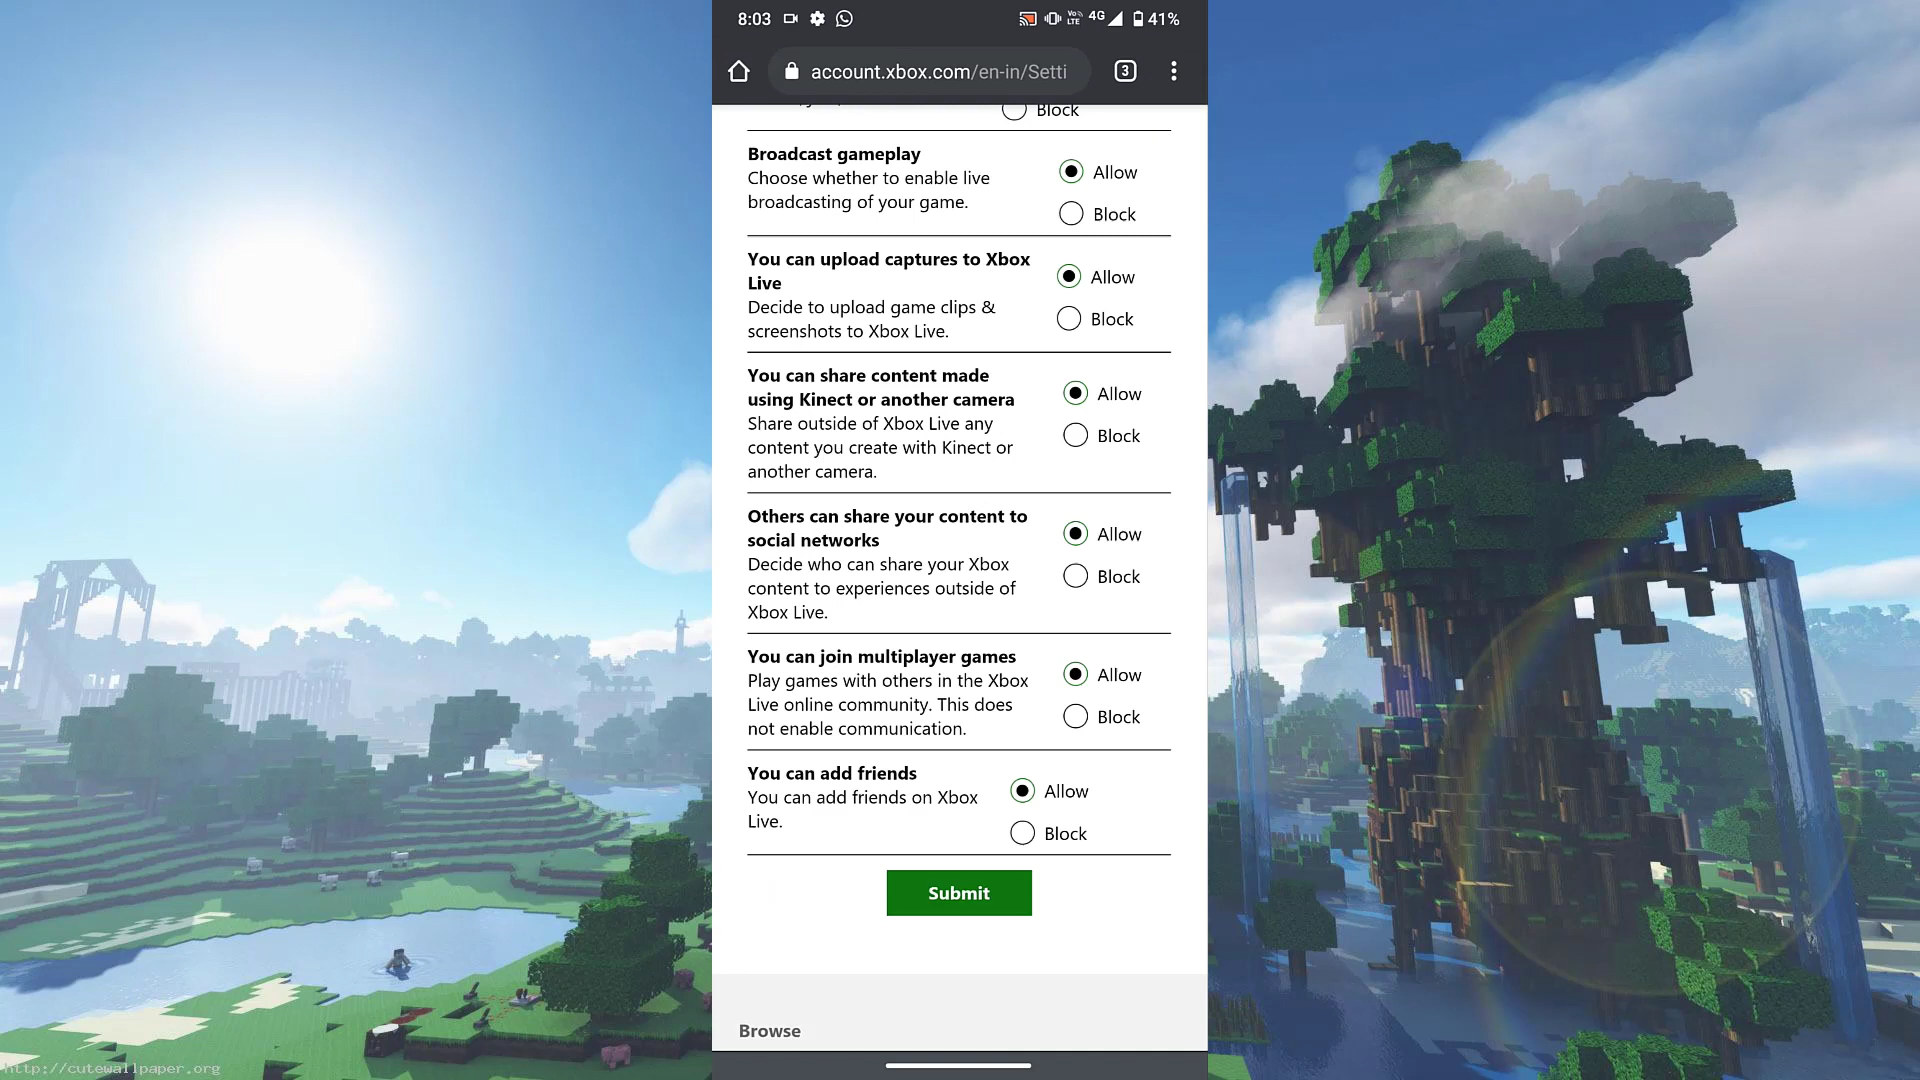 8:03
Vo
LTE
4G
41%
account.xbox.com/en-in/Setti
3
Block
Broadcast gameplay
Choose whether to enable live
broadcasting of your game.
Allow
Block
You can upload captures to Xbox
Live
Decide to upload game clips &
screenshots to Xbox Live.
Allow
Block
You can share content made
using Kinect or another camera
Share outside of Xbox Live any
content you create with Kinect or
another camera.
Allow
Block
Others can share your content to
social networks
Decide who can share your Xbox
content to experiences outside of
Xbox Live.
Allow
Block
You can join multiplayer games
Play games with others in the Xbox
Live online community. This does
not enable communication.
Allow
Block
You can add friends
You can add friends on Xbox
Live.
Allow
Block
Submit
Browse
http://cutewallpaper.org